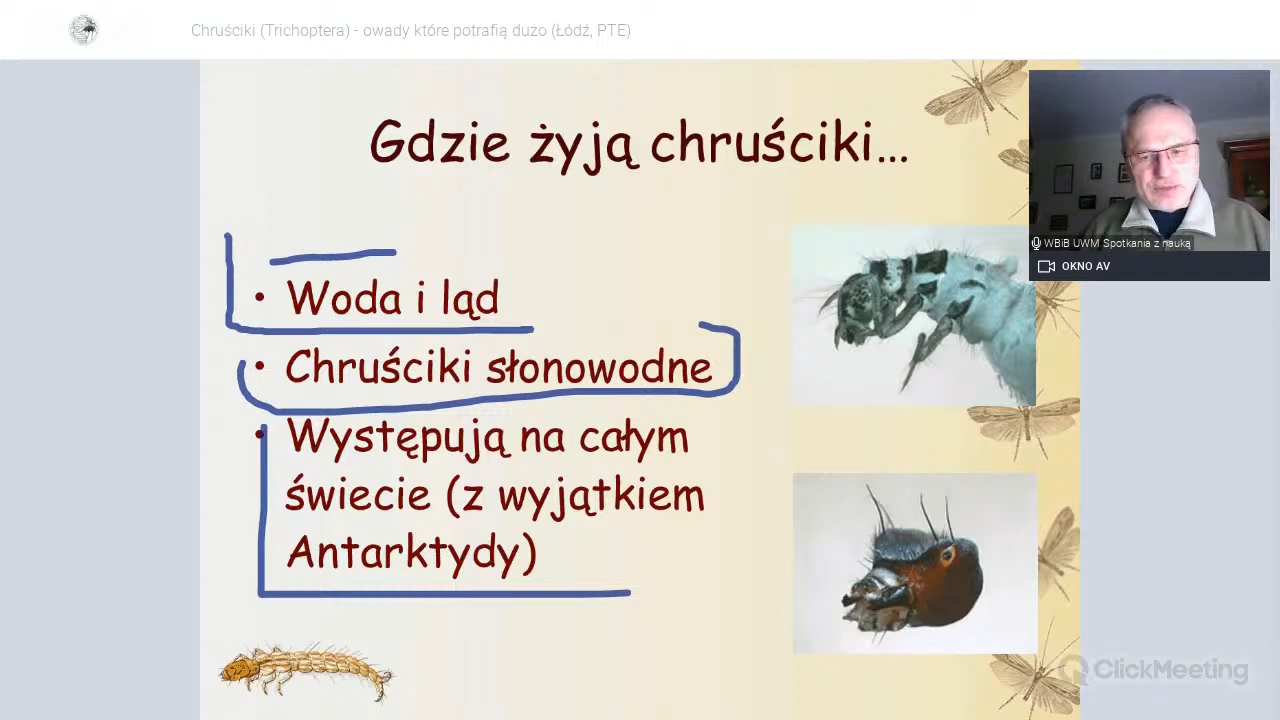 Chruściki (Trichoptera) - owady które potrafią dużo (Łódź, PTE)
Gdzie żyją chruściki...
• Woda i ląd
• Chruściki słonowodne
• Występują na całym
świecie (z wyjątkiem
Antarktydy)
WBiB UWM Spotkania z nauką
OKNO AV
ClickMeeting